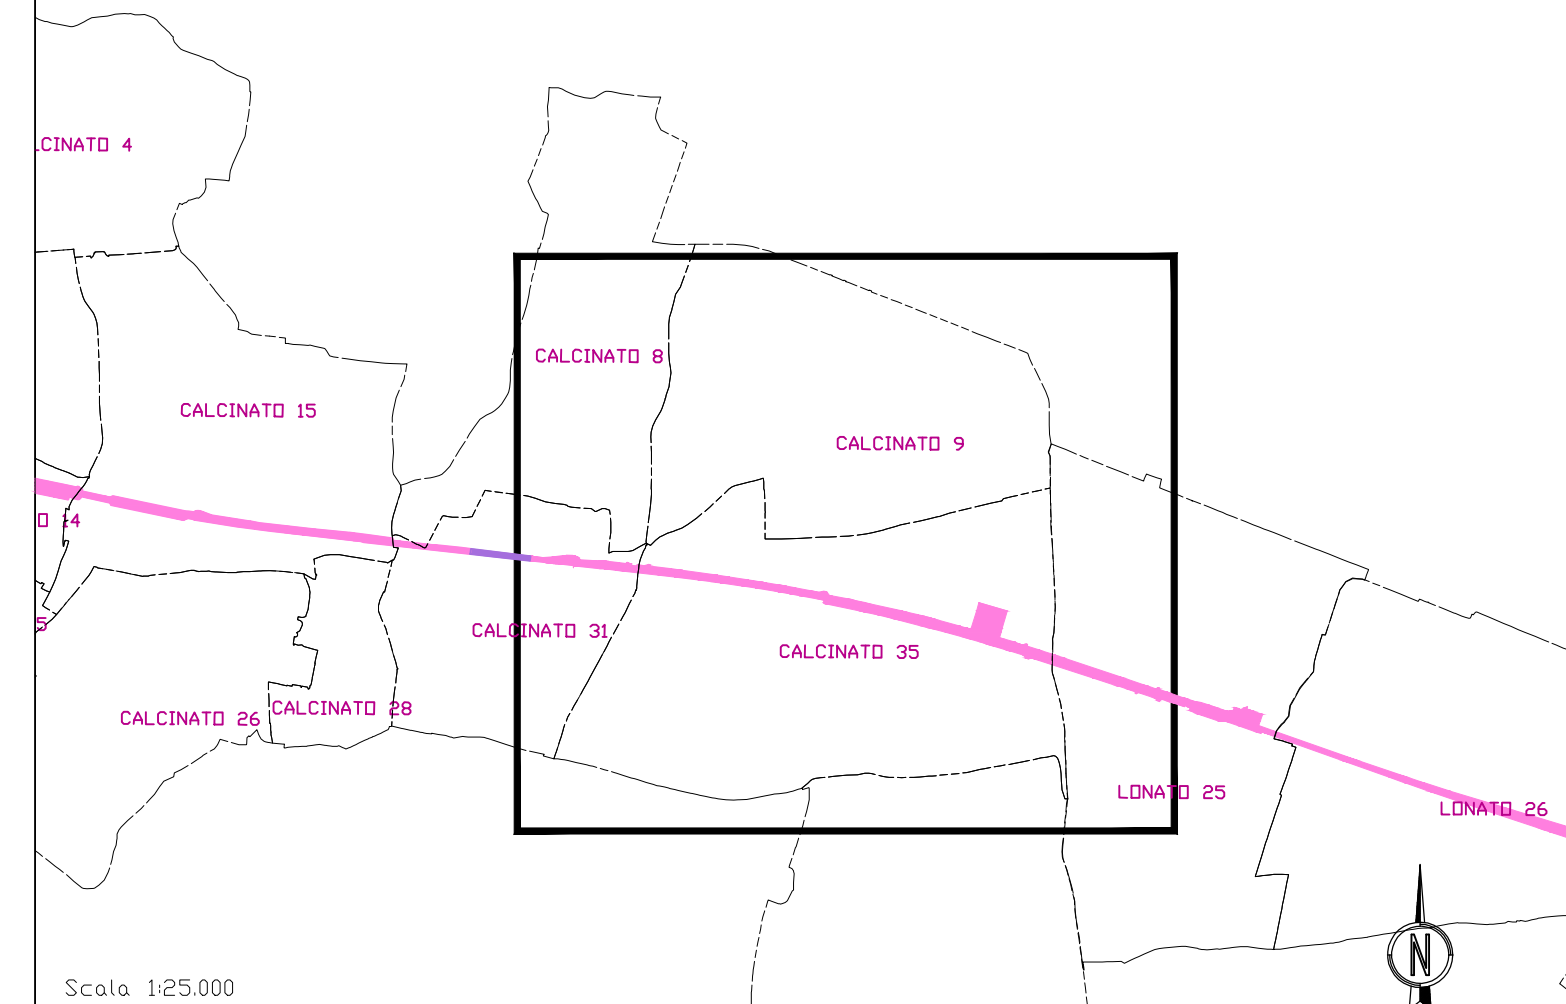 LCINATO 4
CALCINATO 8
CALCINATO 15
CALCINATO 9
O 14
5
CALCINATO 31
CALCINATO 35
CALCINATO 28
CALCINATO 26
LONATO 25
LONATO 26
N
Scala 1:25.000